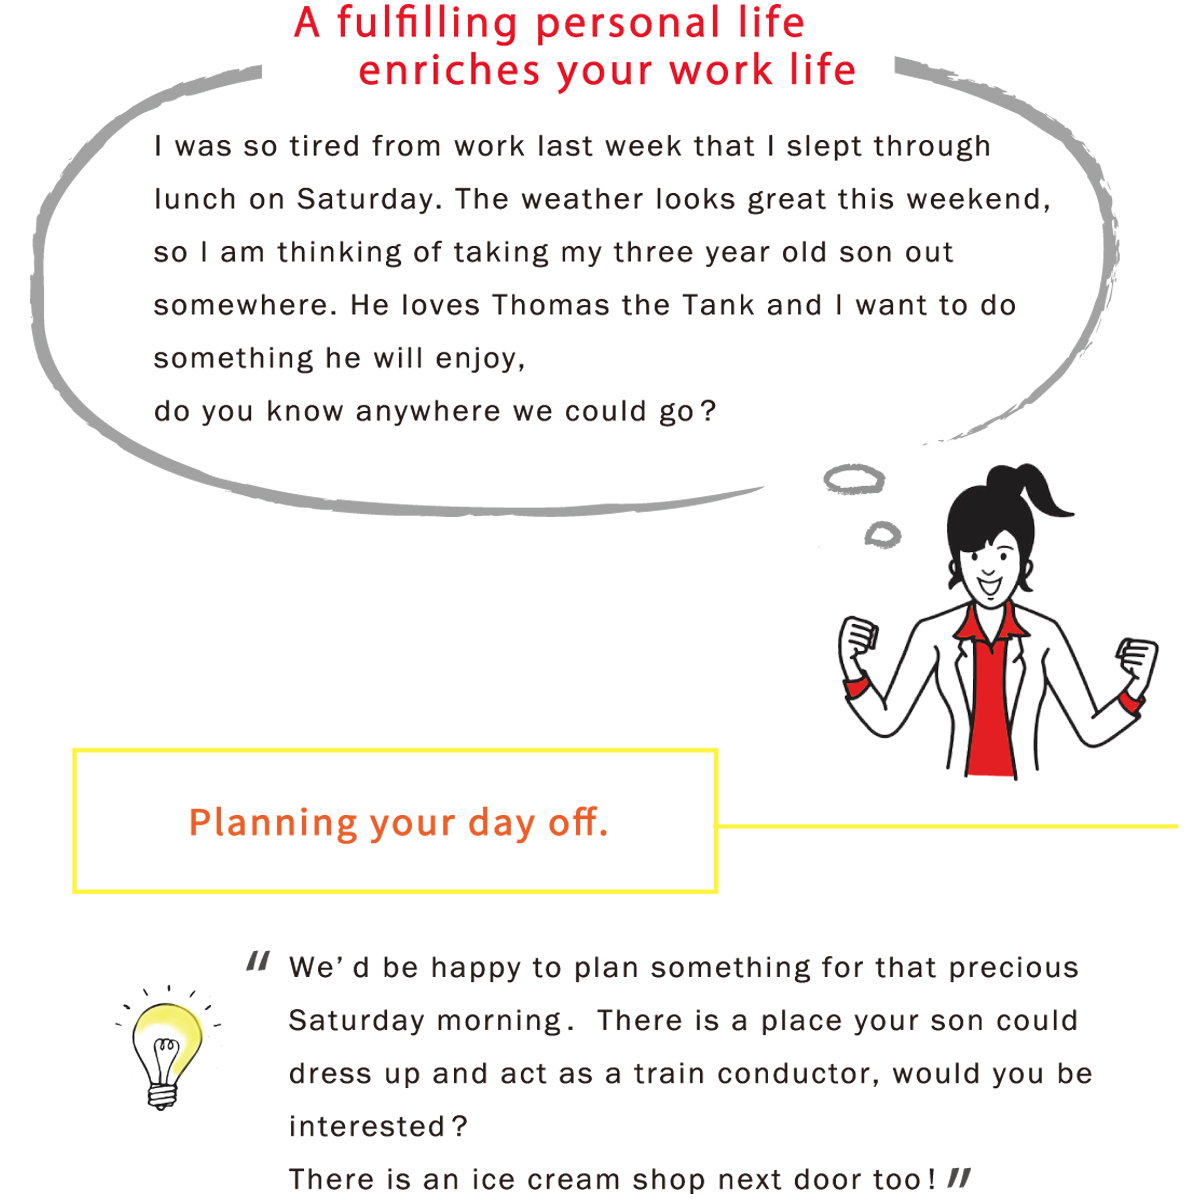 A fulfilling personal life
enriches your work life
I was so tired from work last week that I slept through
lunch on Saturday. The weather looks great this weekend,
so I am thinking of taking my three year old son out
somewhere. He loves Thomas the Tank and I want to do
something he will enjoy,
do you know anywhere we could go?
Planning your day off.
"We'd be happy to plan something for that precious
Saturday morning. There is a place your son could
dress up and act as a train conductor, would you be
interested?
There is an ice cream shop next door too!"